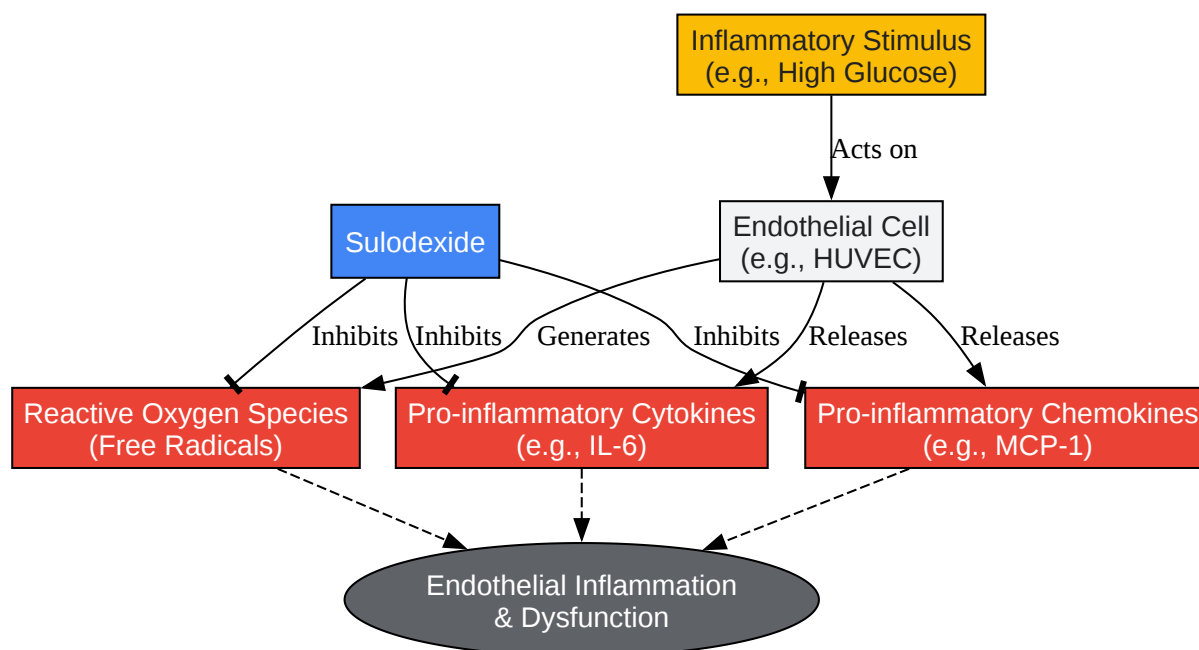 Inflammatory Stimulus
(e.g., High Glucose)
Acts on
Sulodexide
Endothelial Cell
(e.g., HUVEC)
Inhibits
Inhibits
Generates
Inhibits
Releases
Releases
Reactive Oxygen Species
(Free Radicals)
Pro-inflammatory Cytokines
(e.g., IL-6)
Pro-inflammatory Chemokines
(e.g., MCP-1)
Endothelial Inflammation
& Dysfunction